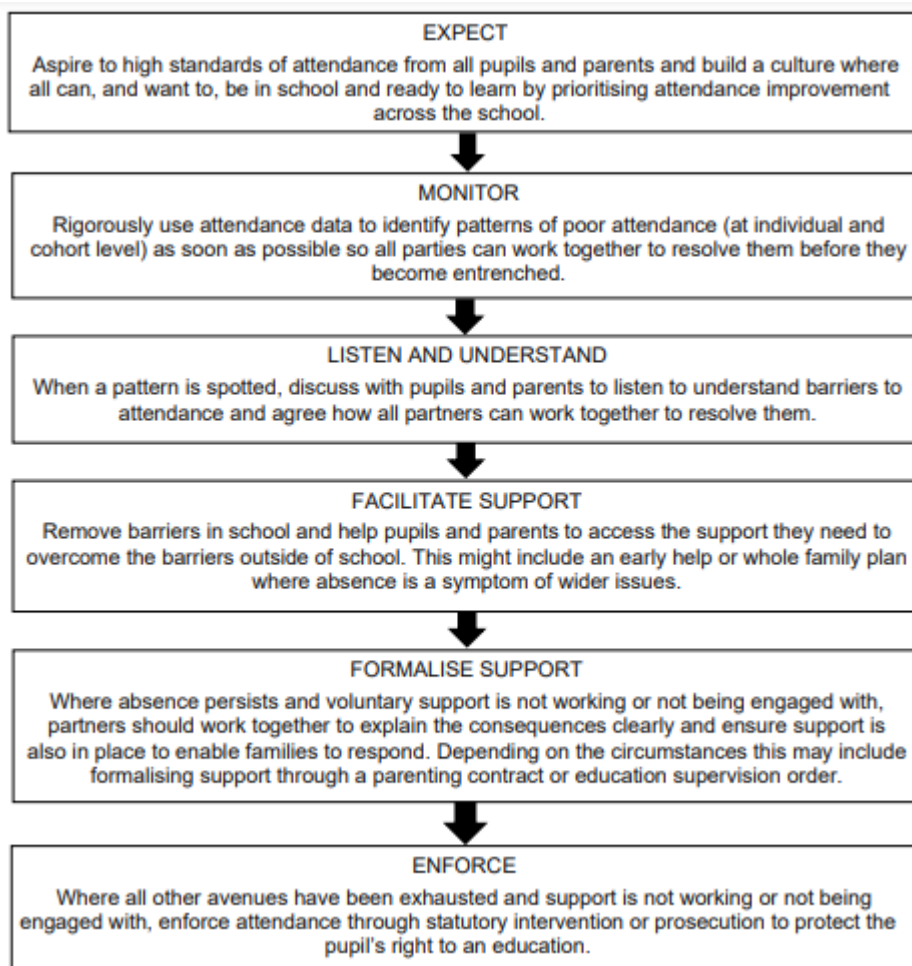 EXPECT
Aspire to high standards of attendance from all pupils and parents and build a culture where
all can, and want to, be in school and ready to learn by prioritising attendance improvement
across the school.
MONITOR
Rigorously use attendance data to identify patterns of poor attendance (at individual and
cohort level) as soon as possible so all parties can work together to resolve them before they
become entrenched.
LISTEN AND UNDERSTAND
When a pattern is spotted, discuss with pupils and parents to listen to understand barriers to
attendance and agree how all partners can work together to resolve them.
FACILITATE SUPPORT
Remove barriers in school and help pupils and parents to access the support they need to
overcome the barriers outside of school. This might include an early help or whole family plan
where absence is a symptom of wider issues.
FORMALISE SUPPORT
Where absence persists and voluntary support is not working or not being engaged with,
partners should work together to explain the consequences clearly and ensure support is
also in place to enable families to respond. Depending on the circumstances this may include
formalising support through a parenting contract or education supervision order.
ENFORCE
Where all other avenues have been exhausted and support is not working or not being
engaged with, enforce attendance through statutory intervention or prosecution to protect the
pupil's right to an education.